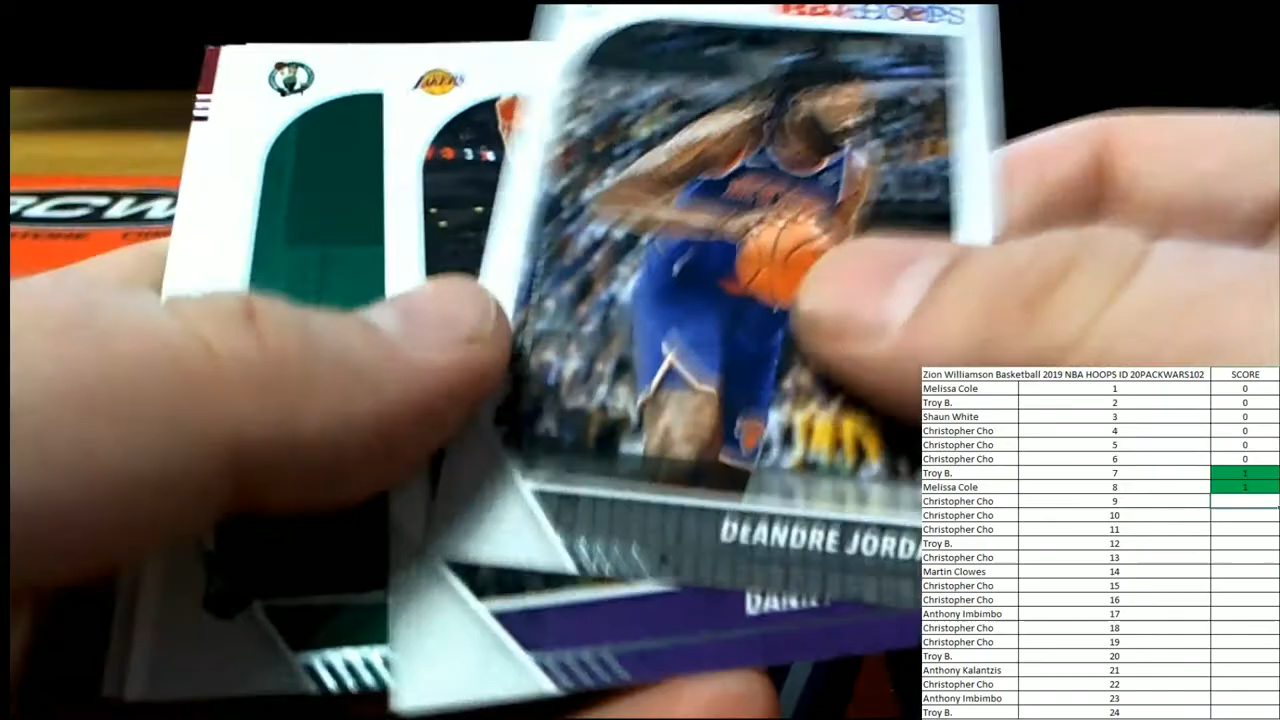 NBA HOOPS
LAKERS
DEANDRE JORDA
Zion Williamson Basketball 2019 NBA HOOPS ID 20PACKWARS102 SCORE
Melissa Cole 1 0
Troy B. 2 0
Shaun White 3 0
Christopher Cho 4 0
Christopher Cho 5 0
Christopher Cho 6 0
Troy B. 7 1
Melissa Cole 8 1
Christopher Cho 9
Christopher Cho 10
Christopher Cho 11
Troy B. 12
Christopher Cho 13
Martin Clowes 14
Christopher Cho 15
Christopher Cho 16
Anthony Imbimbo 17
Christopher Cho 18
Christopher Cho 19
Troy B. 20
Anthony Kalantzis 21
Christopher Cho 22
Anthony Imbimbo 23
Troy B. 24